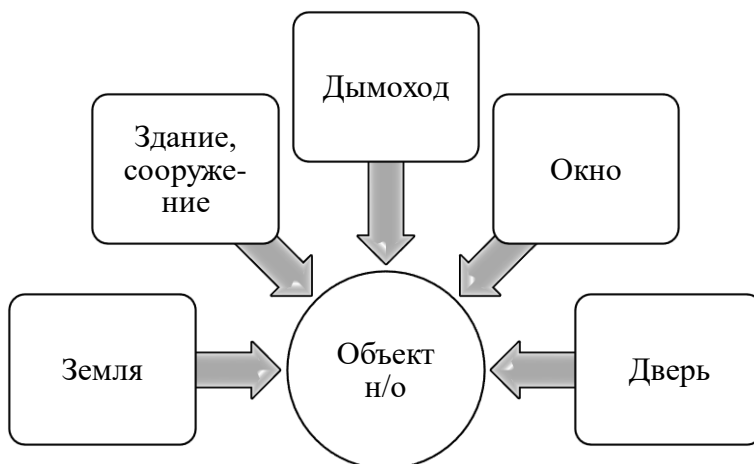 Дымоход
Здание,
сооруже-
ние
Окно
Земля
Объект
н/о
Дверь